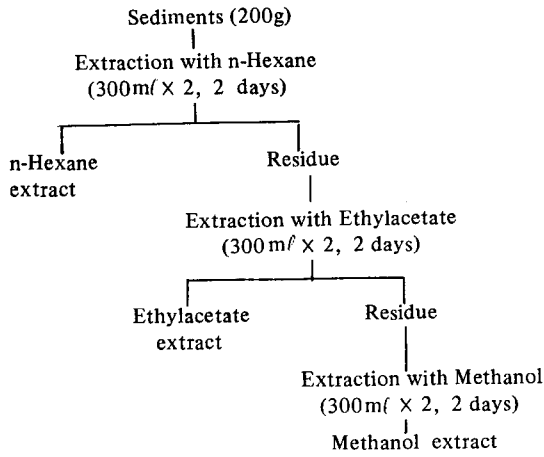 Sediments (200g)
Extraction with n-Hexane
(300mℓ × 2, 2 days)
n-Hexane
extract
Residue
Extraction with Ethylacetate
(300mℓ × 2, 2 days)
Ethylacetate
extract
Residue
Extraction with Methanol
(300mℓ × 2, 2 days)
Methanol extract